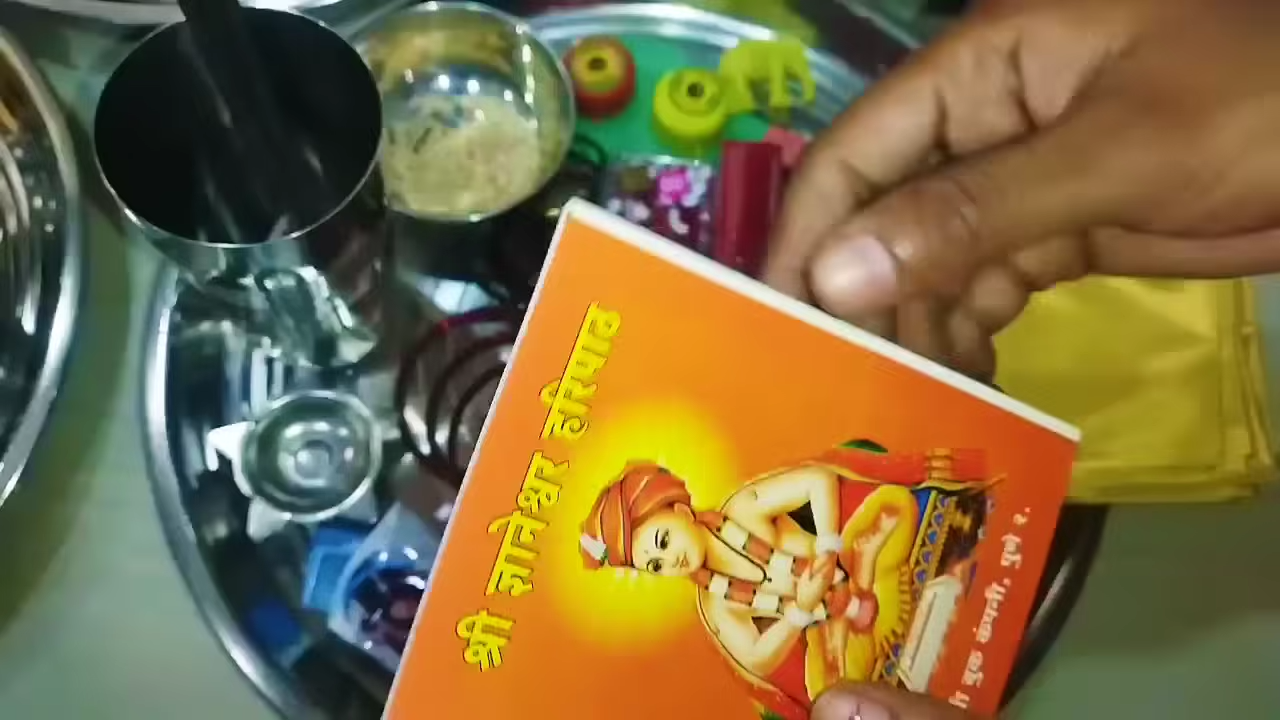 श्री ज्ञानेश्वर हरिपाठ
बुक कंपनी, पुणे २.